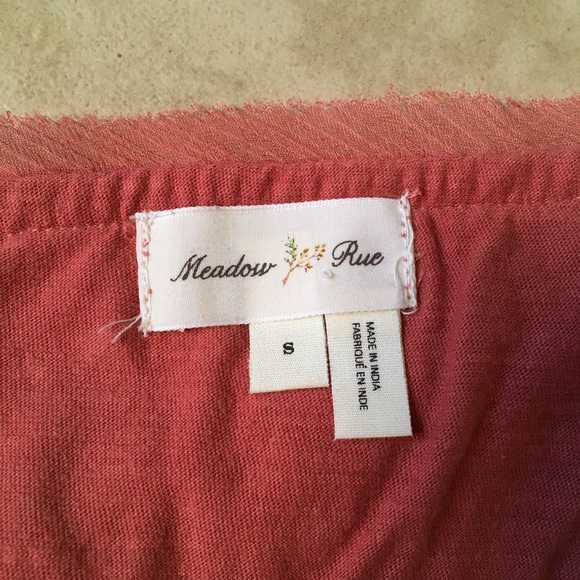 Meadow Rue
S
MADE IN INDIA
FABRIQUÉ EN INDE